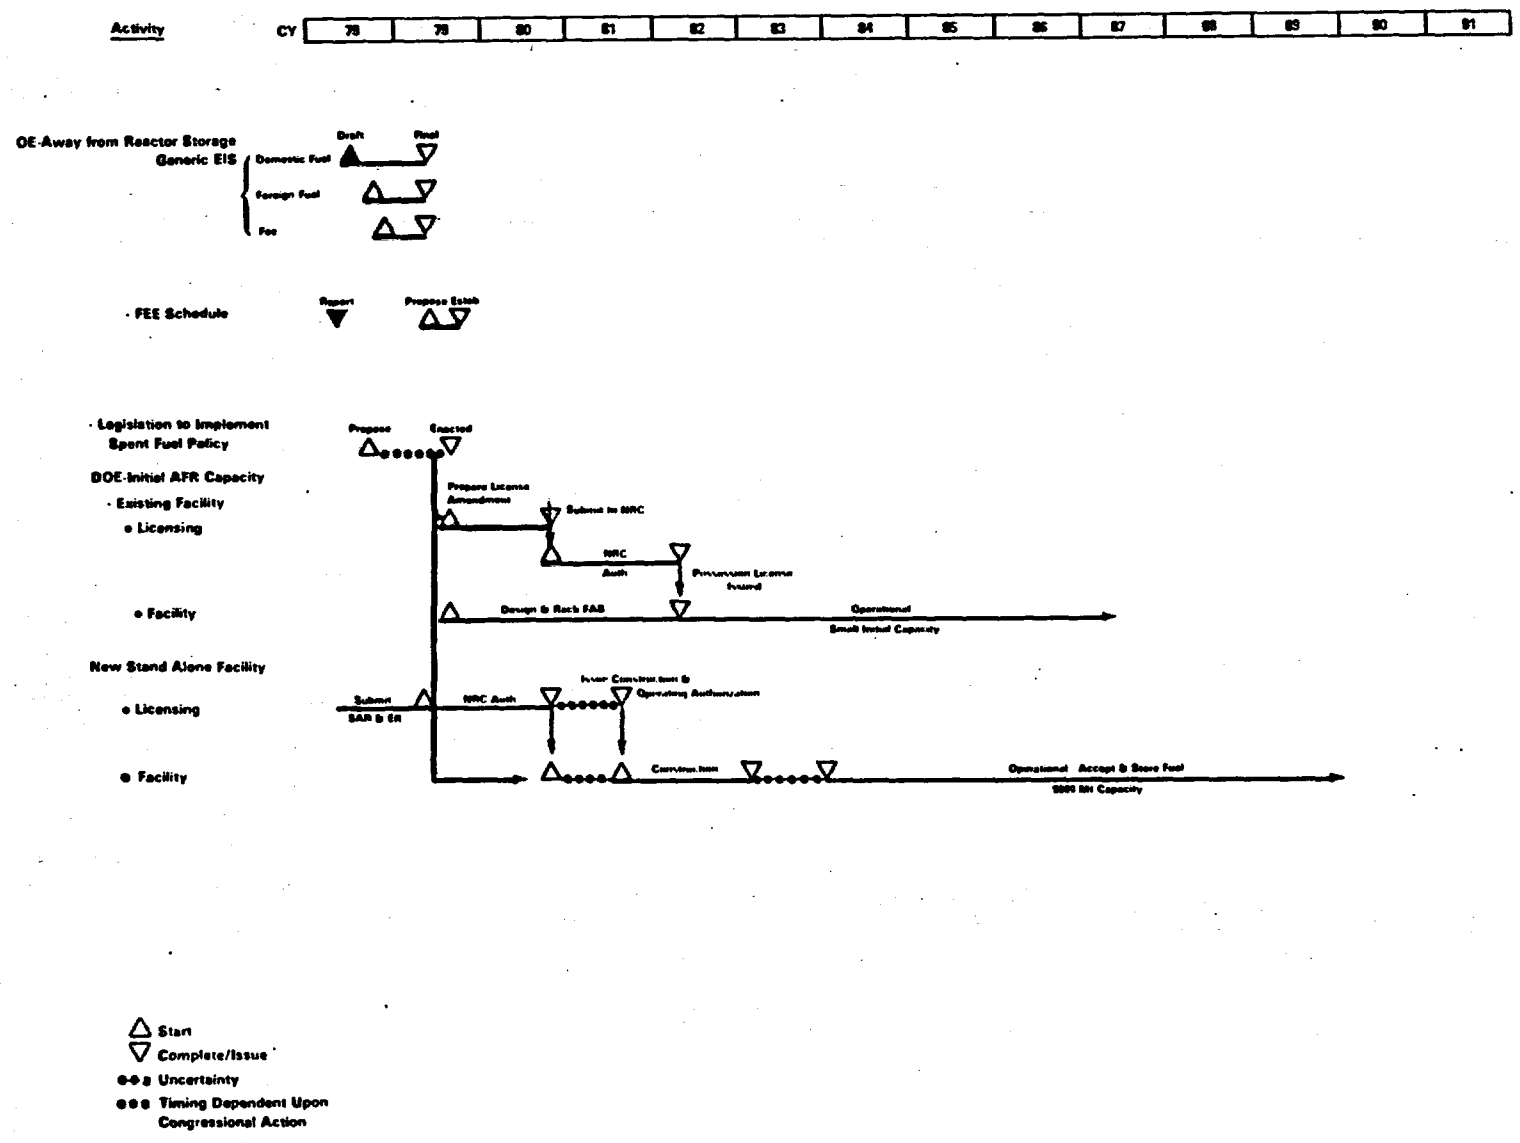 Activity CY 78 79 80 81 82 83 84 85 86 87 88 89 90 91
OE-Away from Reactor Storage
Generic EIS
Draft Final
Domestic Fuel
Foreign Fuel
Fee
· FEE Schedule
Report Propose Estab
· Legislation to Implement
Spent Fuel Policy
Propose Enacted
DOE-Initial AFR Capacity
· Existing Facility
• Licensing
Prepare License
Amendment
Submit to NRC
NRC
Auth
Possession License
Issued
• Facility
Design & Rack FAB
Operational
Small Initial Capacity
New Stand Alone Facility
• Licensing
Submit
SAR & ER
NRC Auth
Issue Construction &
Operating Authorization
• Facility
Construction
Operational Accept & Store Fuel
Mt Capacity
Start
Complete/Issue
Uncertainty
Timing Dependent Upon
Congressional Action